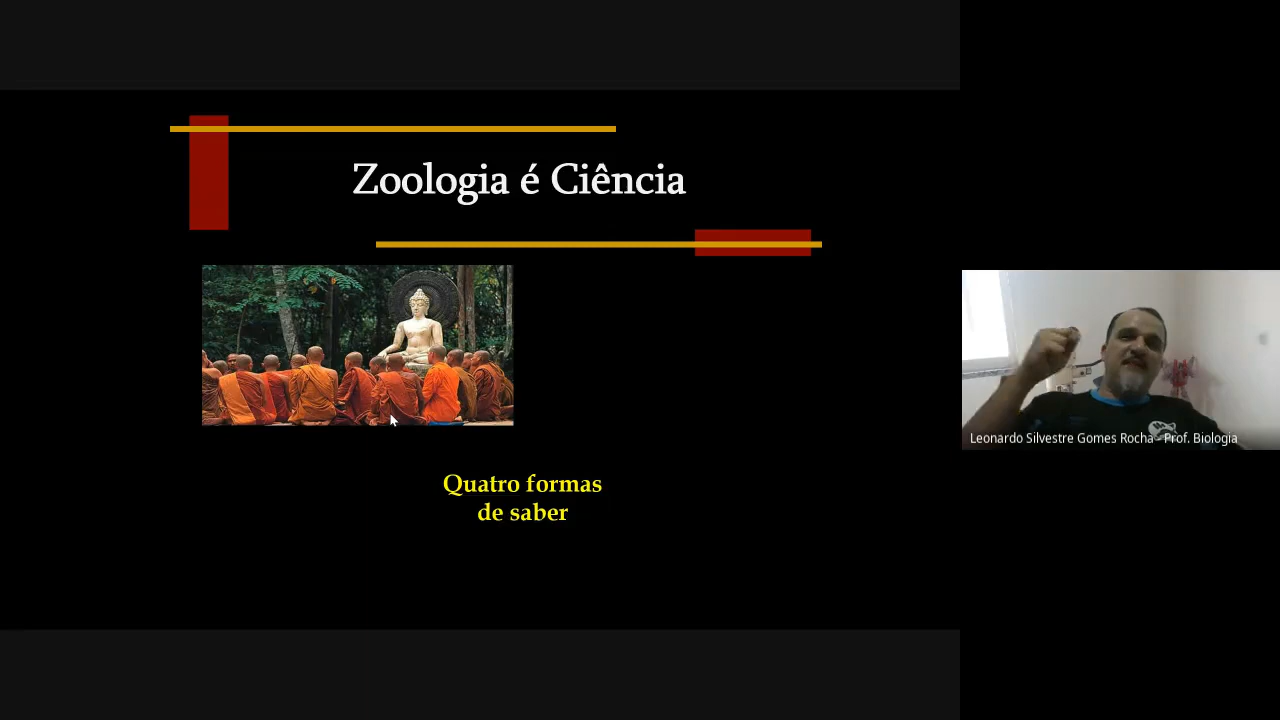 Zoologia é Ciência
Quatro formas
de saber
Leonardo Silvestre Gomes Rocha - Prof. Biologia